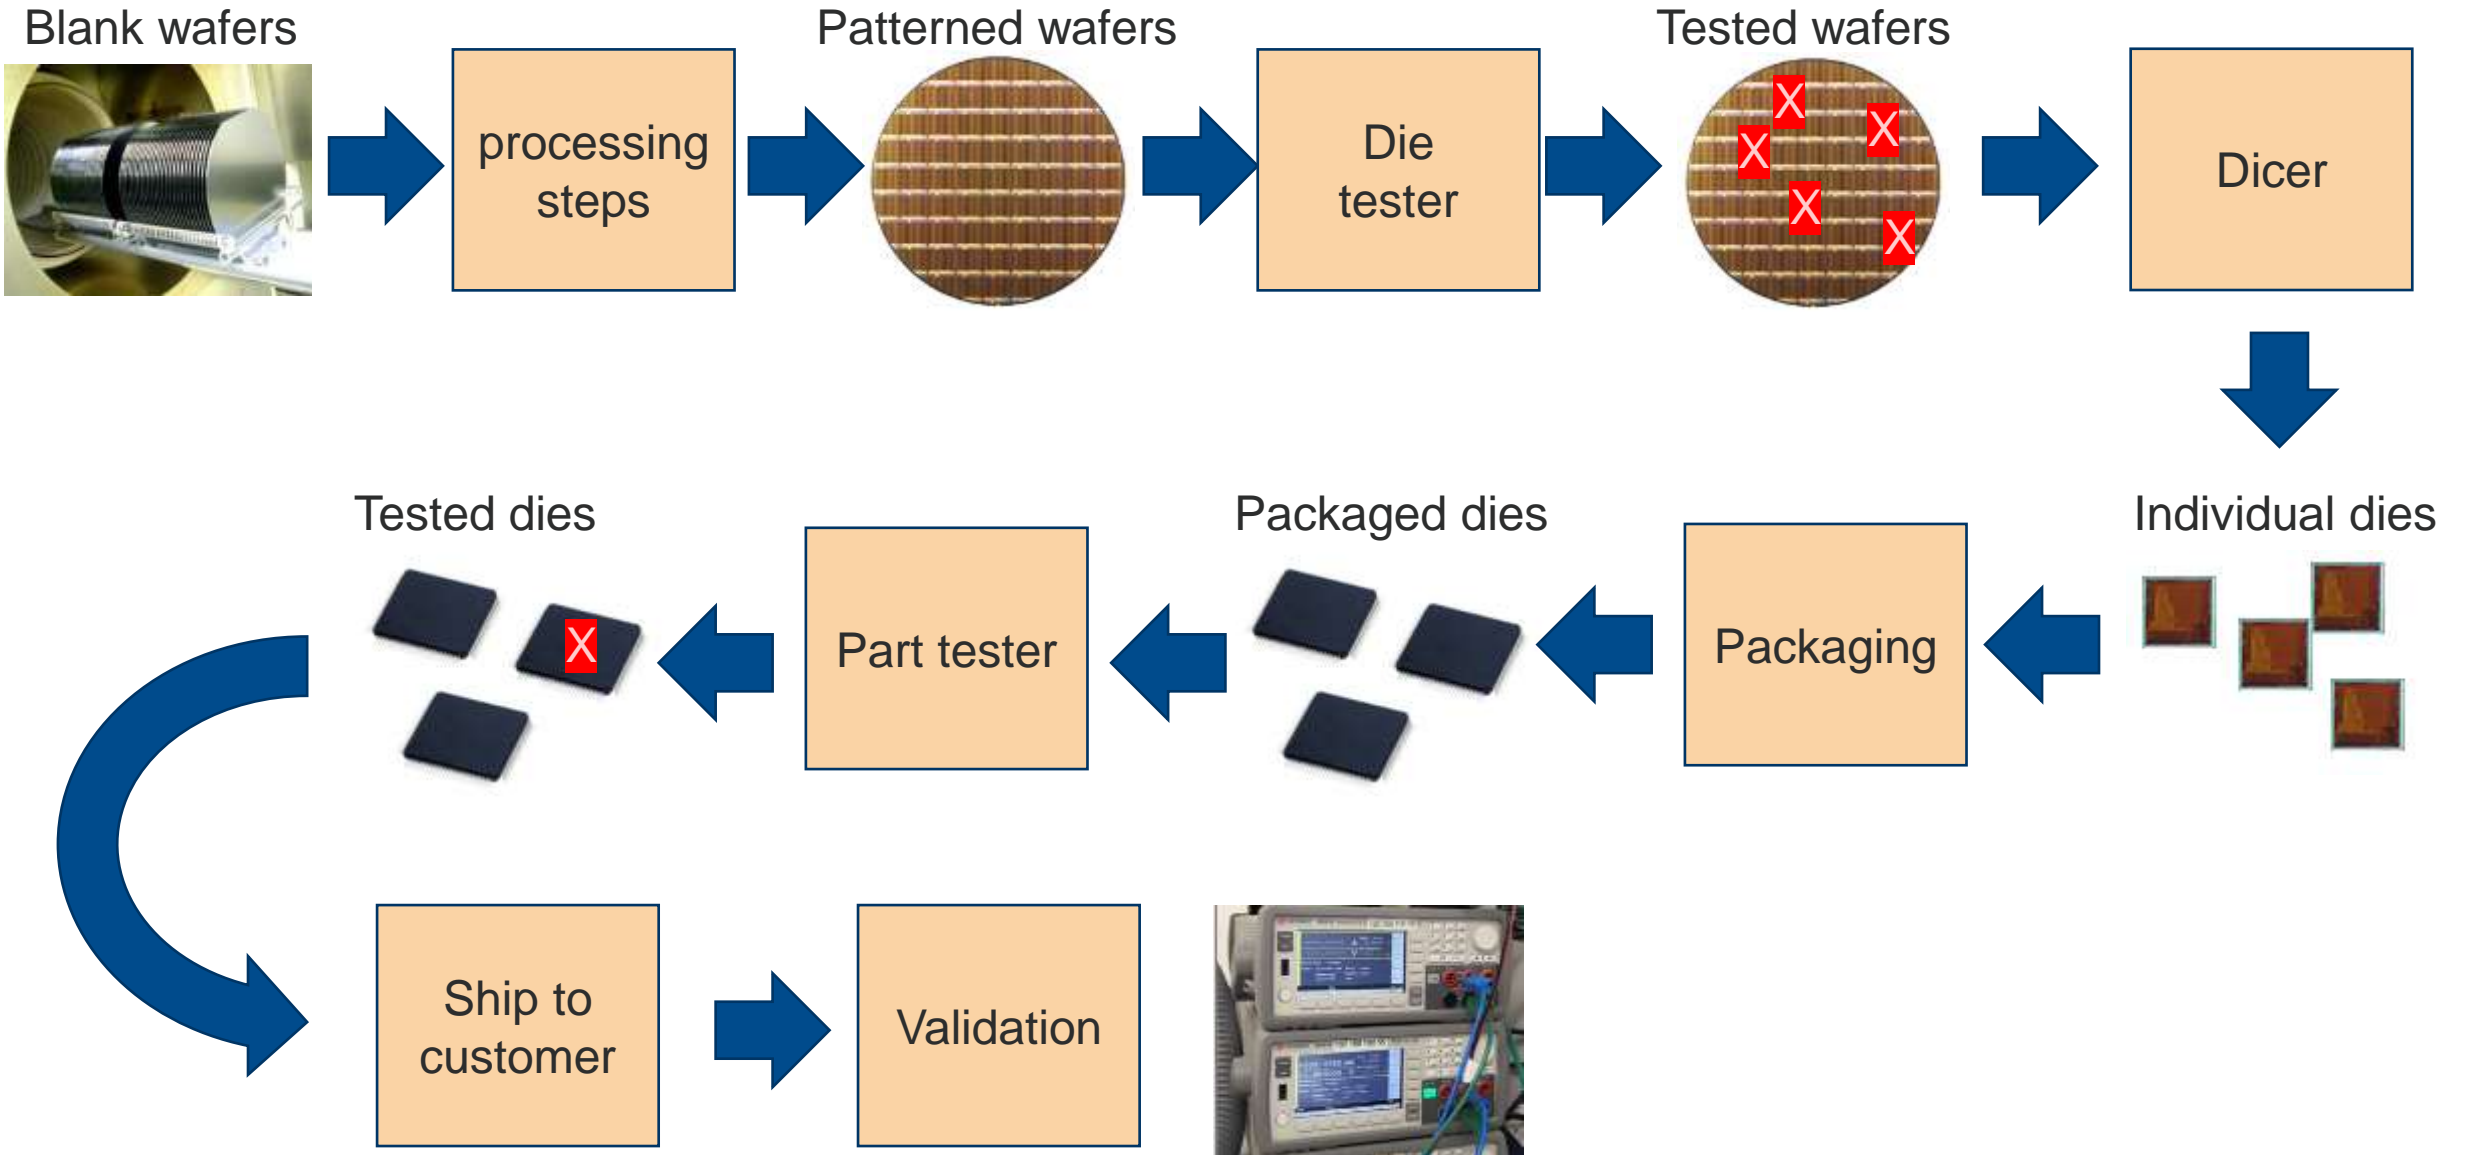 Blank wafers
processing
steps
Patterned wafers
Die
tester
Tested wafers
X
X
X
X
X
Dicer
Individual dies
Packaging
Packaged dies
Part tester
Tested dies
X
Ship to
customer
Validation